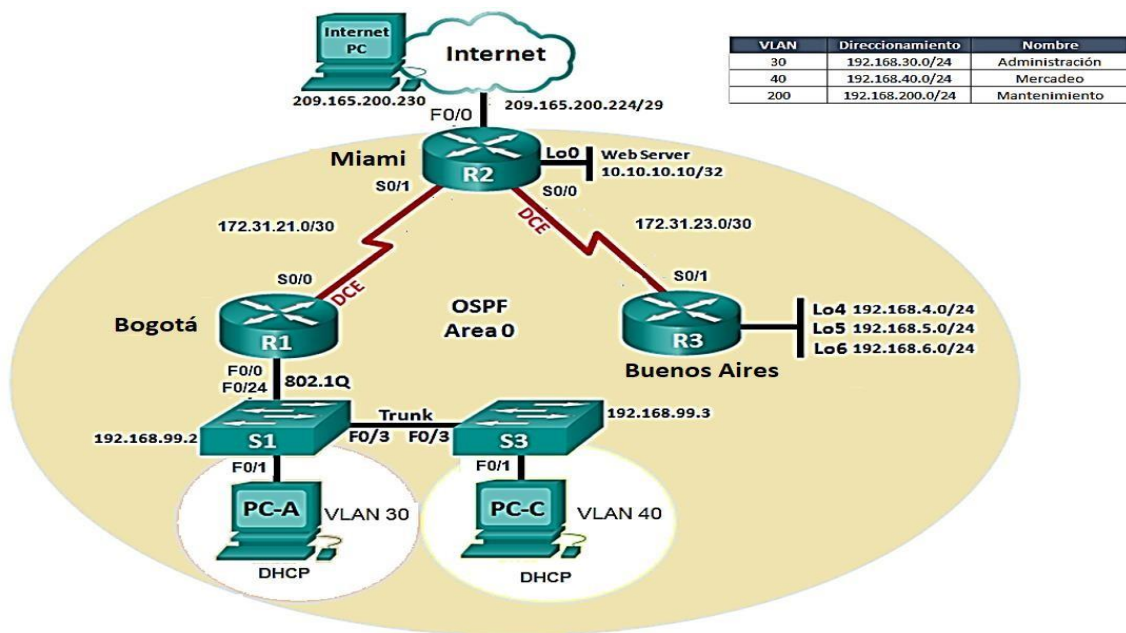 Internet
PC
Internet
209.165.200.230
209.165.200.224/29
F0/0
VLAN Direccionamiento Nombre
30 192.168.30.0/24 Administración
40 192.168.40.0/24 Mercadeo
200 192.168.200.0/24 Mantenimiento
Miami
R2
Lo0
Web Server
10.10.10.10/32
S0/1
S0/0
DCE
172.31.21.0/30
172.31.23.0/30
S0/0
DCE
S0/1
OSPF
Area 0
Bogotá
R1
R3
Buenos Aires
Lo4 192.168.4.0/24
Lo5 192.168.5.0/24
Lo6 192.168.6.0/24
F0/0
F0/24
802.1Q
Trunk
F0/3 F0/3
192.168.99.2
S1
S3
192.168.99.3
F0/1
F0/1
PC-A
VLAN 30
DHCP
PC-C
VLAN 40
DHCP